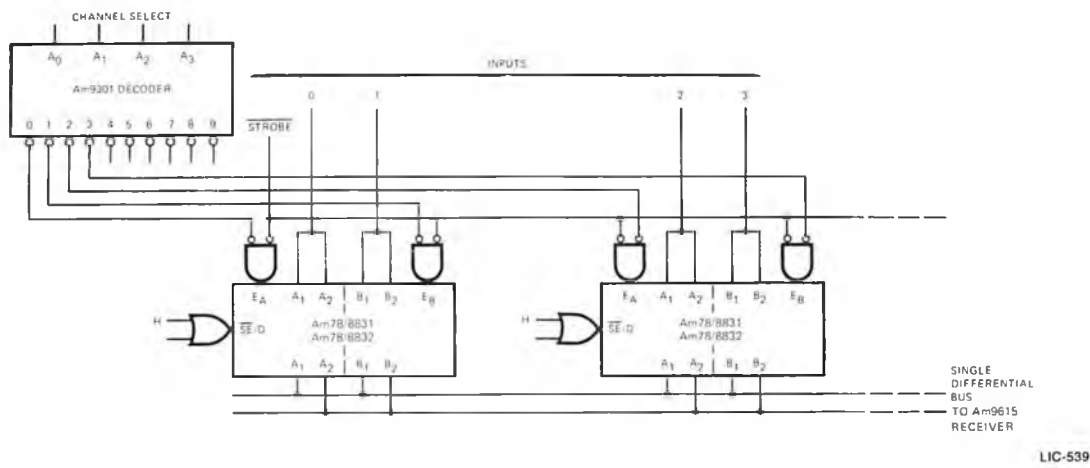 CHANNEL SELECT
A0 A1 A2 A3
Am9301 DECODER
0 1 2 3 4 5 6 7 8 9
STROBE
INPUTS
0 1 2 3
EA A1 A2 B1 B2 EB
H
SE/D
Am78/8831
Am78/8832
A1 A2 B1 B2
EA A1 A2 B1 B2 EB
H
SE/D
Am78/8831
Am78/8832
A1 A2 B1 B2
SINGLE
DIFFERENTIAL
BUS
TO Am9615
RECEIVER
LIC-539